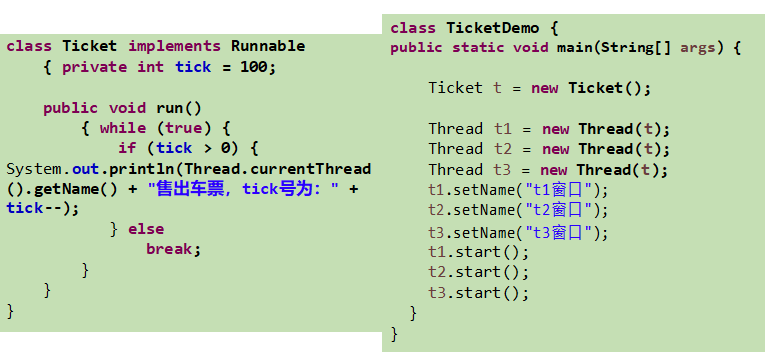 class Ticket implements Runnable
{ private int tick = 100;
public void run()
{ while (true) {
if (tick > 0) {
System.out.println(Thread.currentThread
().getName() + "售出车票，tick号为：" +
tick--);
} else
break;
}
}
}
class TicketDemo {
public static void main(String[] args) {
Ticket t = new Ticket();
Thread t1 = new Thread(t);
Thread t2 = new Thread(t);
Thread t3 = new Thread(t);
t1.setName("t1窗口");
t2.setName("t2窗口");
t3.setName("t3窗口");
t1.start();
t2.start();
t3.start();
}
}